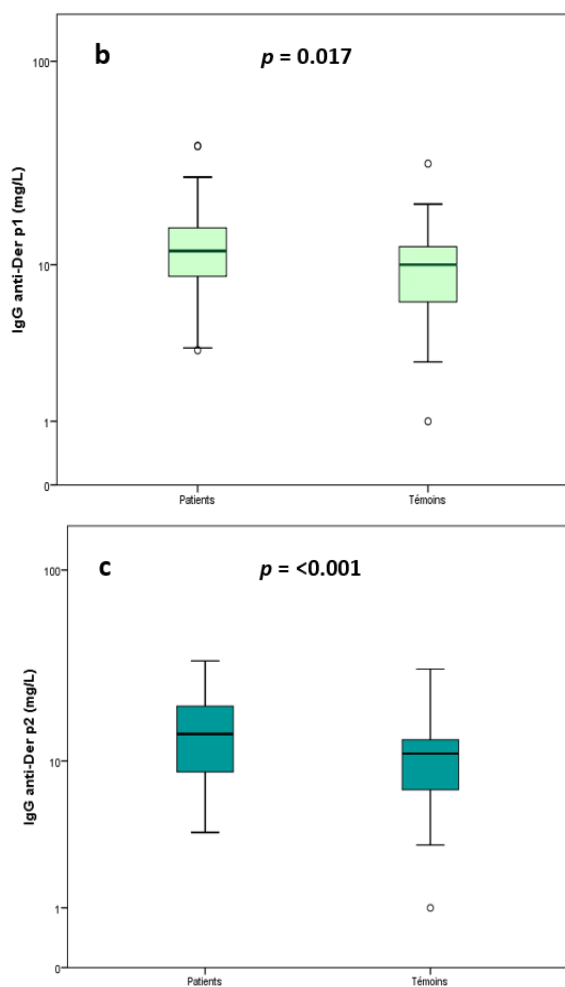 b
p = 0.017
100
10
1
0
IgG anti-Der p1 (mg/L)
Patients
Témoins
c
p = <0.001
100
10
1
0
IgG anti-Der p2 (mg/L)
Patients
Témoins